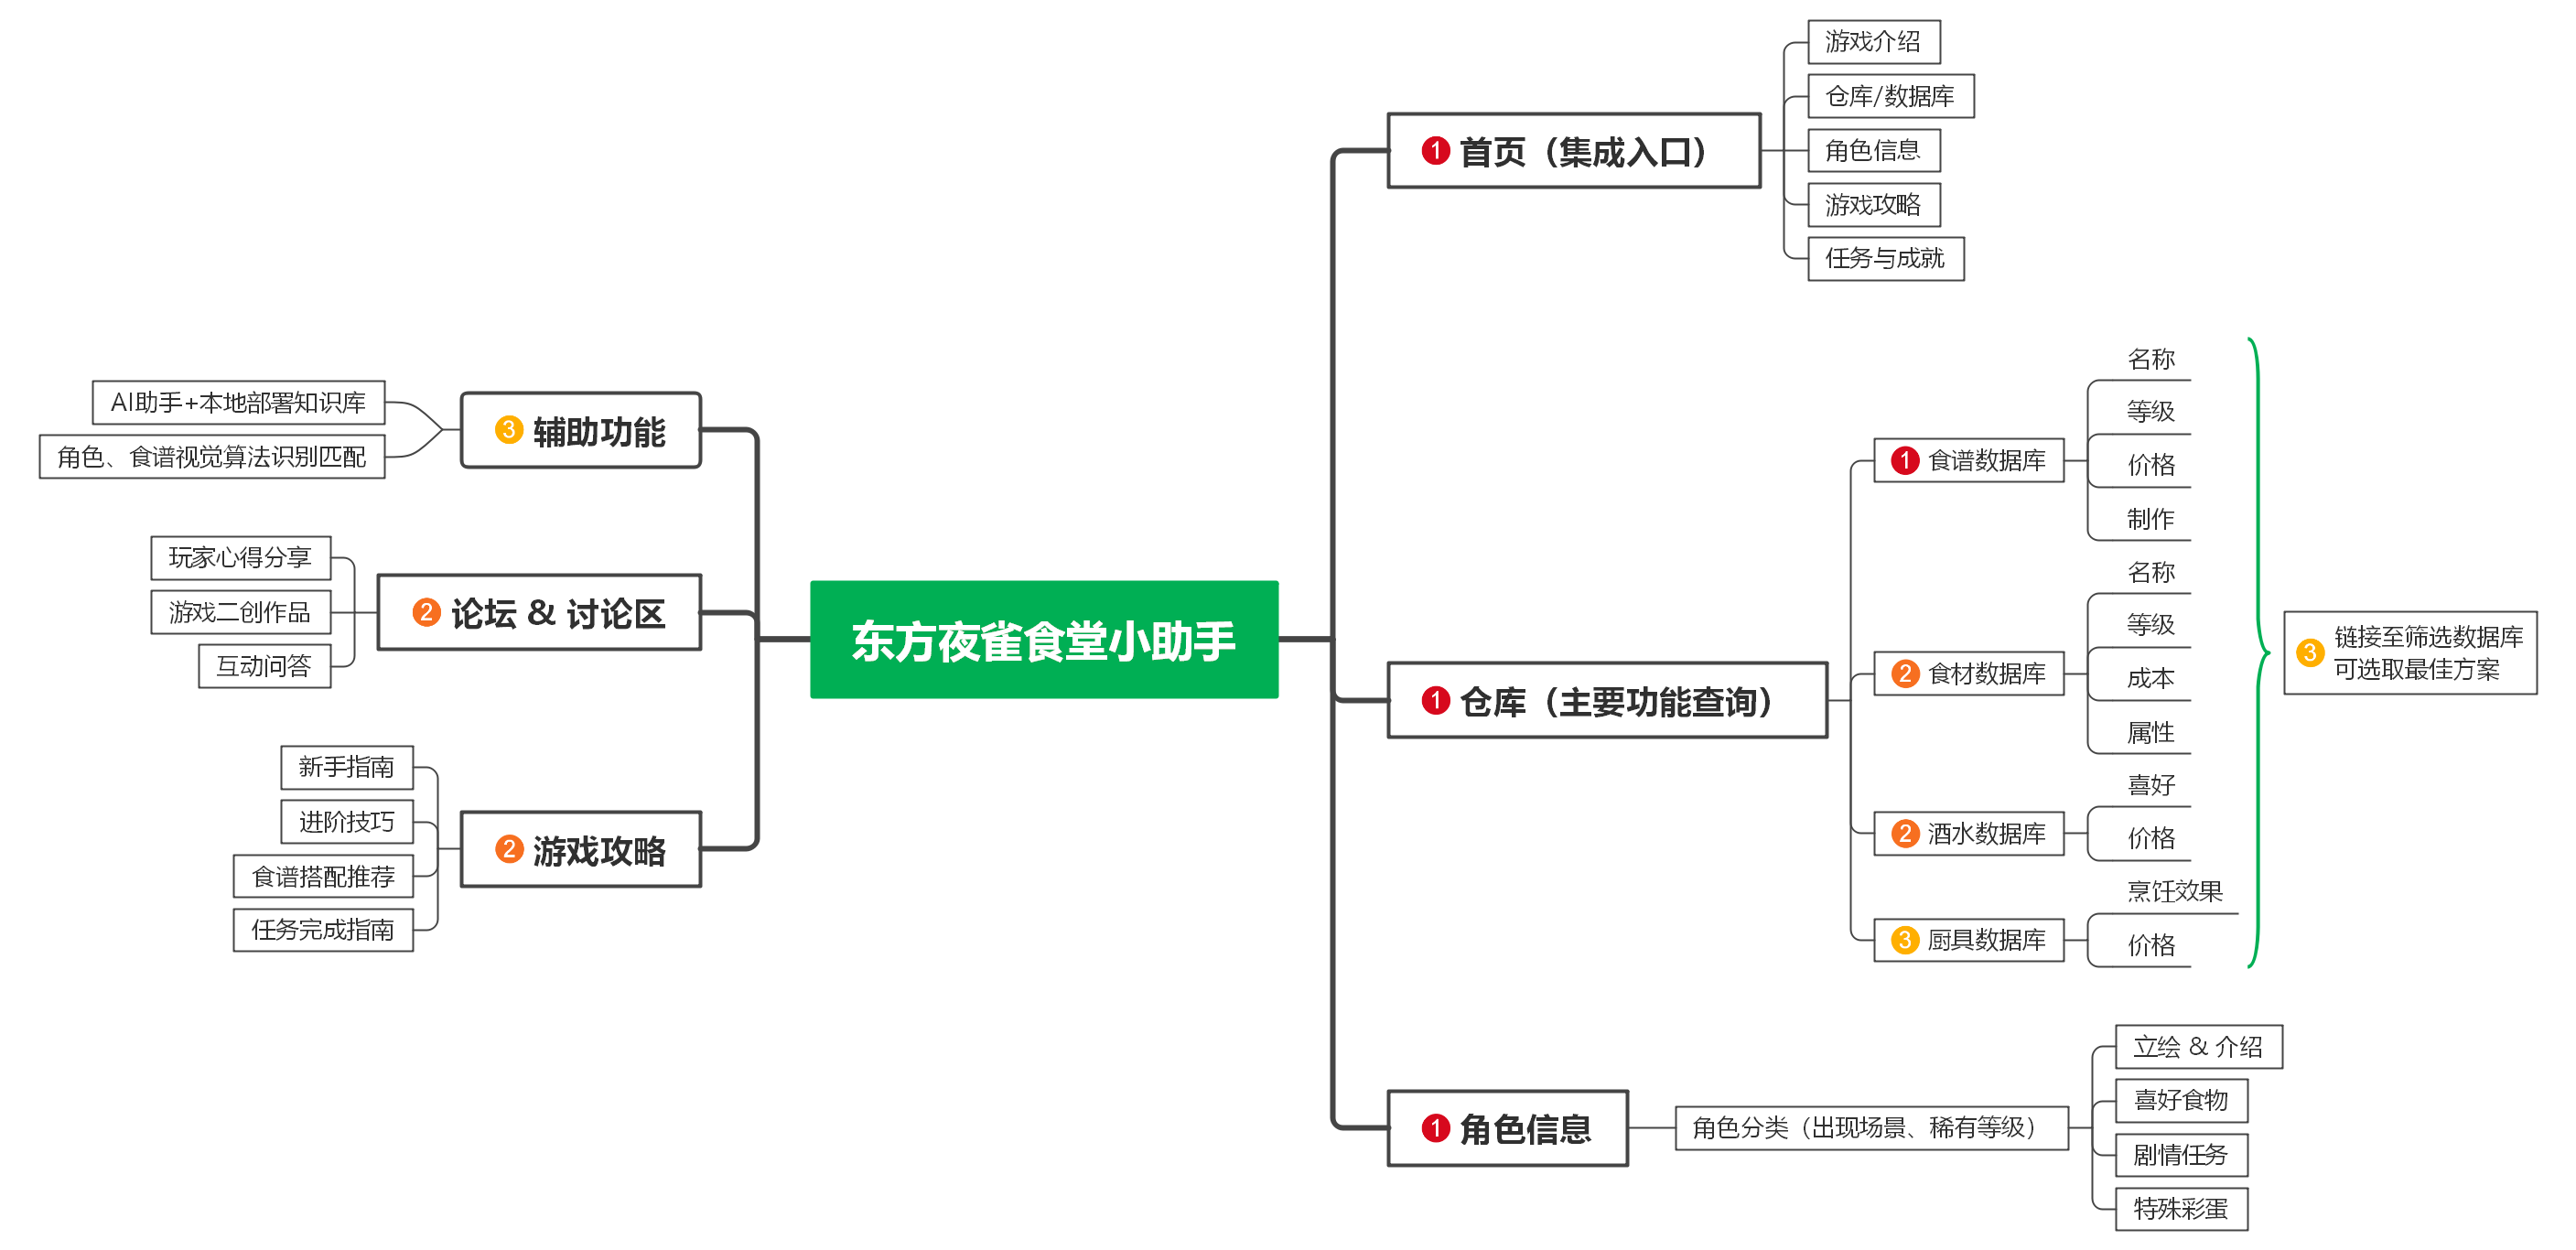 东方夜雀食堂小助手
1 首页（集成入口）
游戏介绍
仓库/数据库
角色信息
游戏攻略
任务与成就
1 仓库（主要功能查询）
1 食谱数据库
名称
等级
价格
制作
2 食材数据库
名称
等级
成本
属性
2 酒水数据库
喜好
价格
3 厨具数据库
烹饪效果
价格
3 链接至筛选数据库
可选取最佳方案
1 角色信息
角色分类（出现场景、稀有等级）
立绘 & 介绍
喜好食物
剧情任务
特殊彩蛋
3 辅助功能
AI助手+本地部署知识库
角色、食谱视觉算法识别匹配
2 论坛 & 讨论区
玩家心得分享
游戏二创作品
互动问答
2 游戏攻略
新手指南
进阶技巧
食谱搭配推荐
任务完成指南